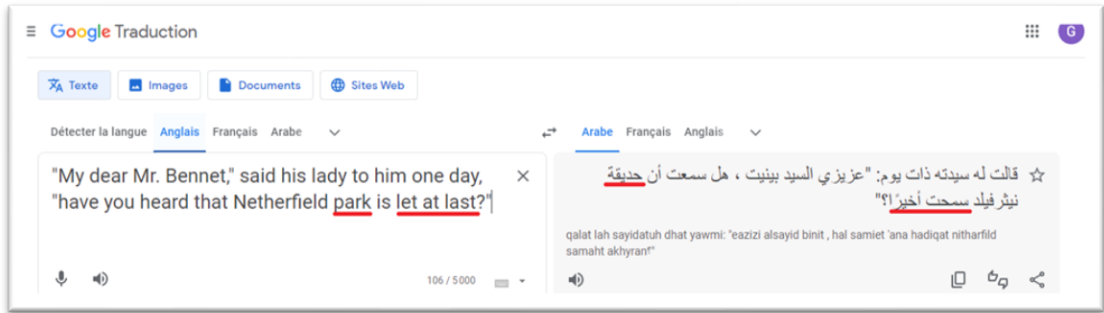 Google Traduction
G
Texte
Images
Documents
Sites Web
Détecter la langue Anglais Français Arabe
Arabe Français Anglais
"My dear Mr. Bennet," said his lady to him one day,
"have you heard that Netherfield park is let at last?"
106 / 5000
قالت له سيدته ذات يوم: "عزيزي السيد بينيت ، هل سمعت أن حديقة
نيثرفيلد سمحت أخيرًا؟"
qalat lah sayidatuh dhat yawmi: "eazizi alsayid binit , hal samiet 'ana hadiqat nitharfild
samaht akhyran؟"